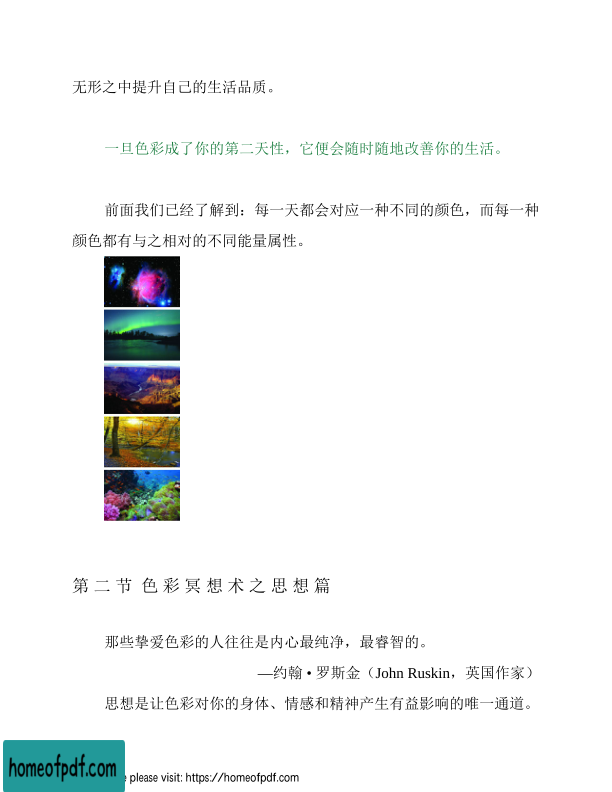 无形之中提升自己的生活品质。
一旦色彩成了你的第二天性，它便会随时随地改善你的生活。
前面我们已经了解到：每一天都会对应一种不同的颜色，而每一种
颜色都有与之相对的不同能量属性。
第二节 色彩冥想术之思想篇
那些挚爱色彩的人往往是内心最纯净，最睿智的。
—约翰 • 罗斯金（John Ruskin，英国作家）
思想是让色彩对你的身体、情感和精神产生有益影响的唯一通道。
homeofpdf.com
please visit: https://homeofpdf.com